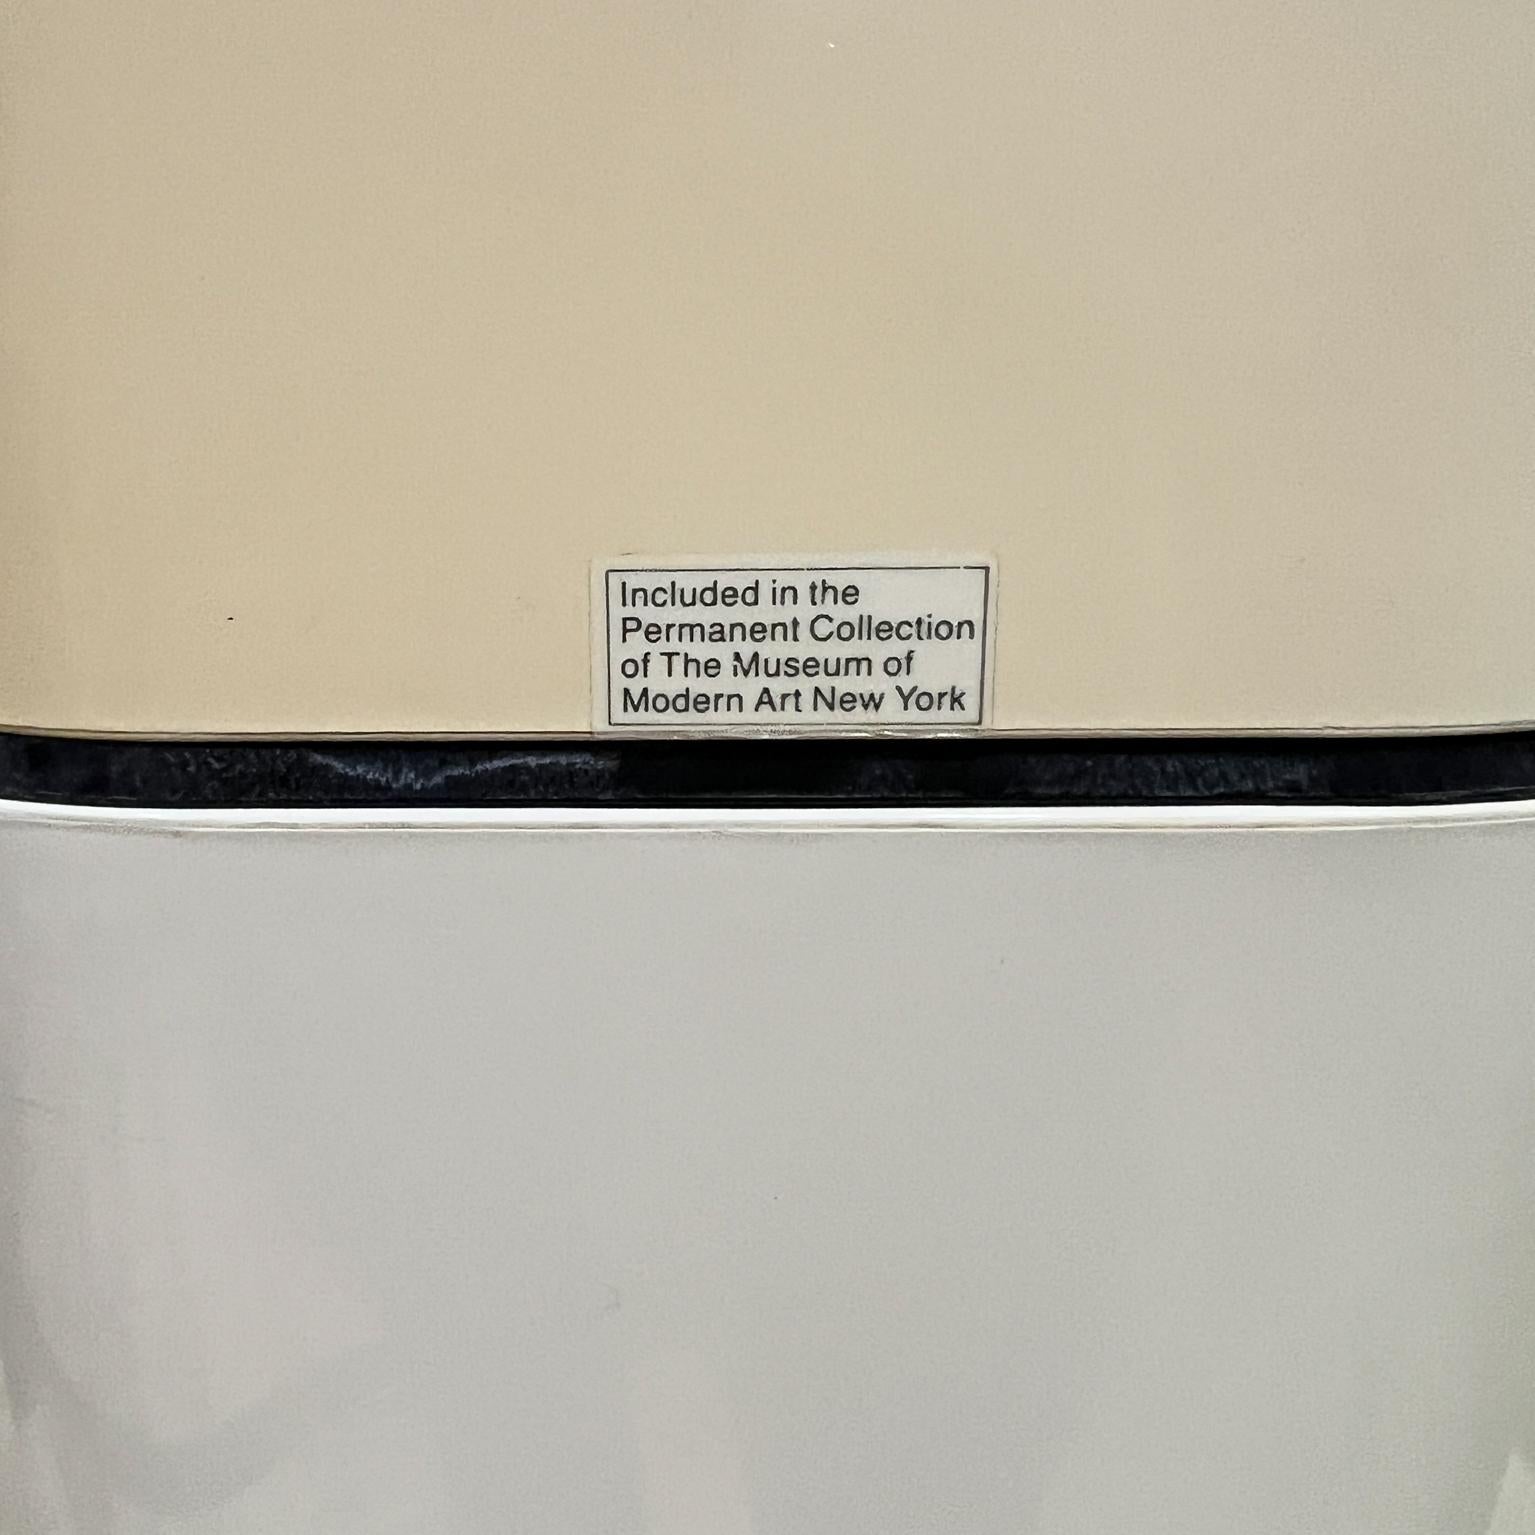 Included in the
Permanent Collection
of The Museum of
Modern Art New York